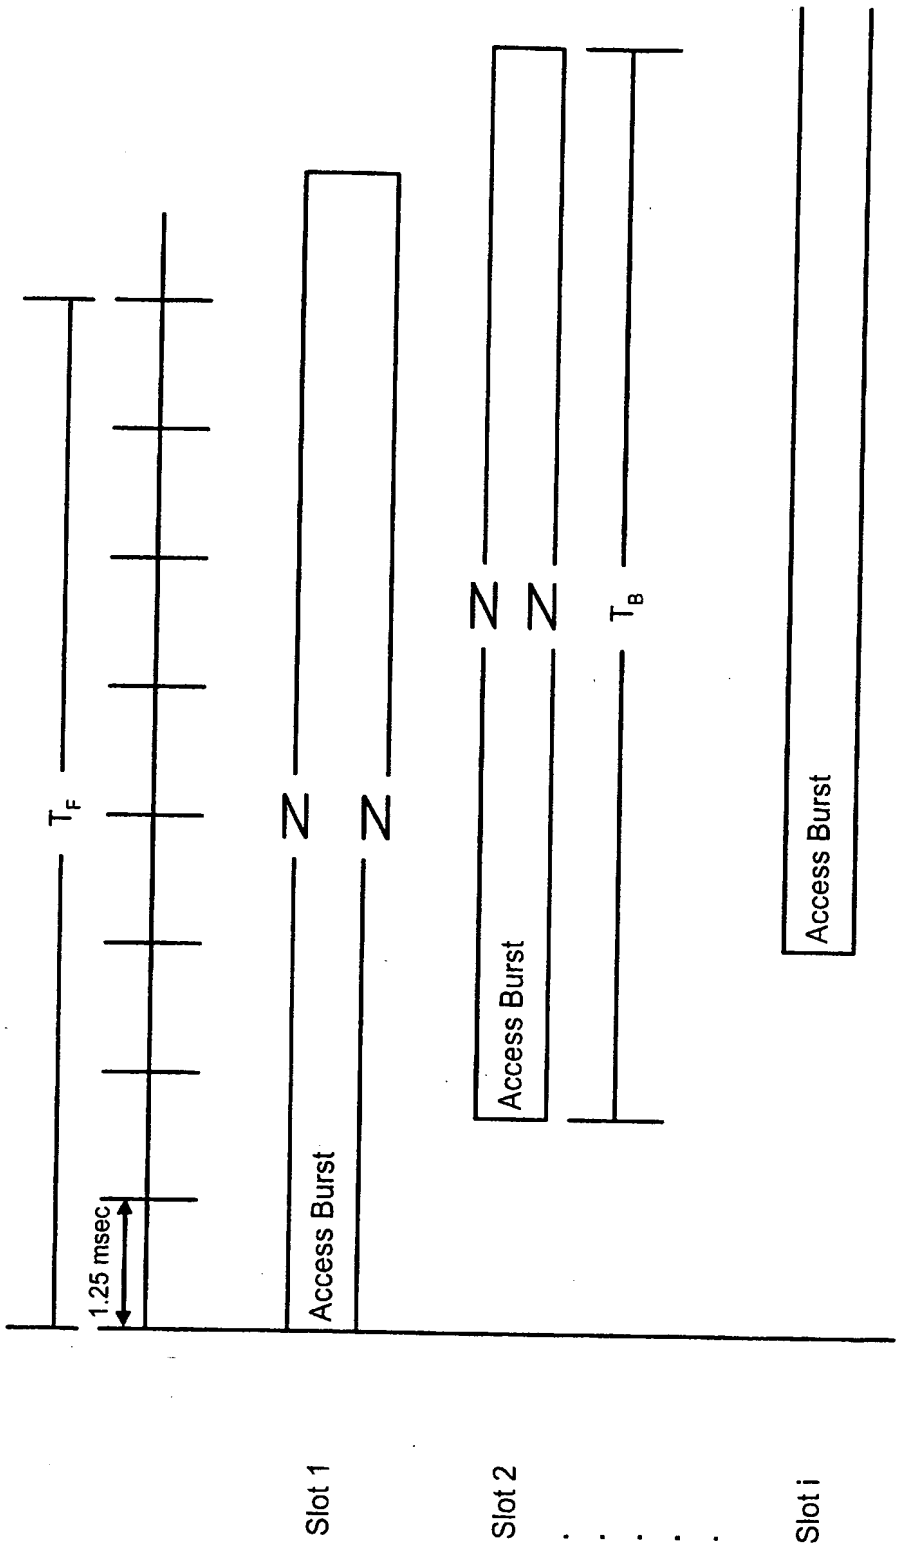 T_F
1.25 msec
Slot 1
Access Burst
N
N
Slot 2
Access Burst
N
N
T_B
. . . . .
Slot i
Access Burst